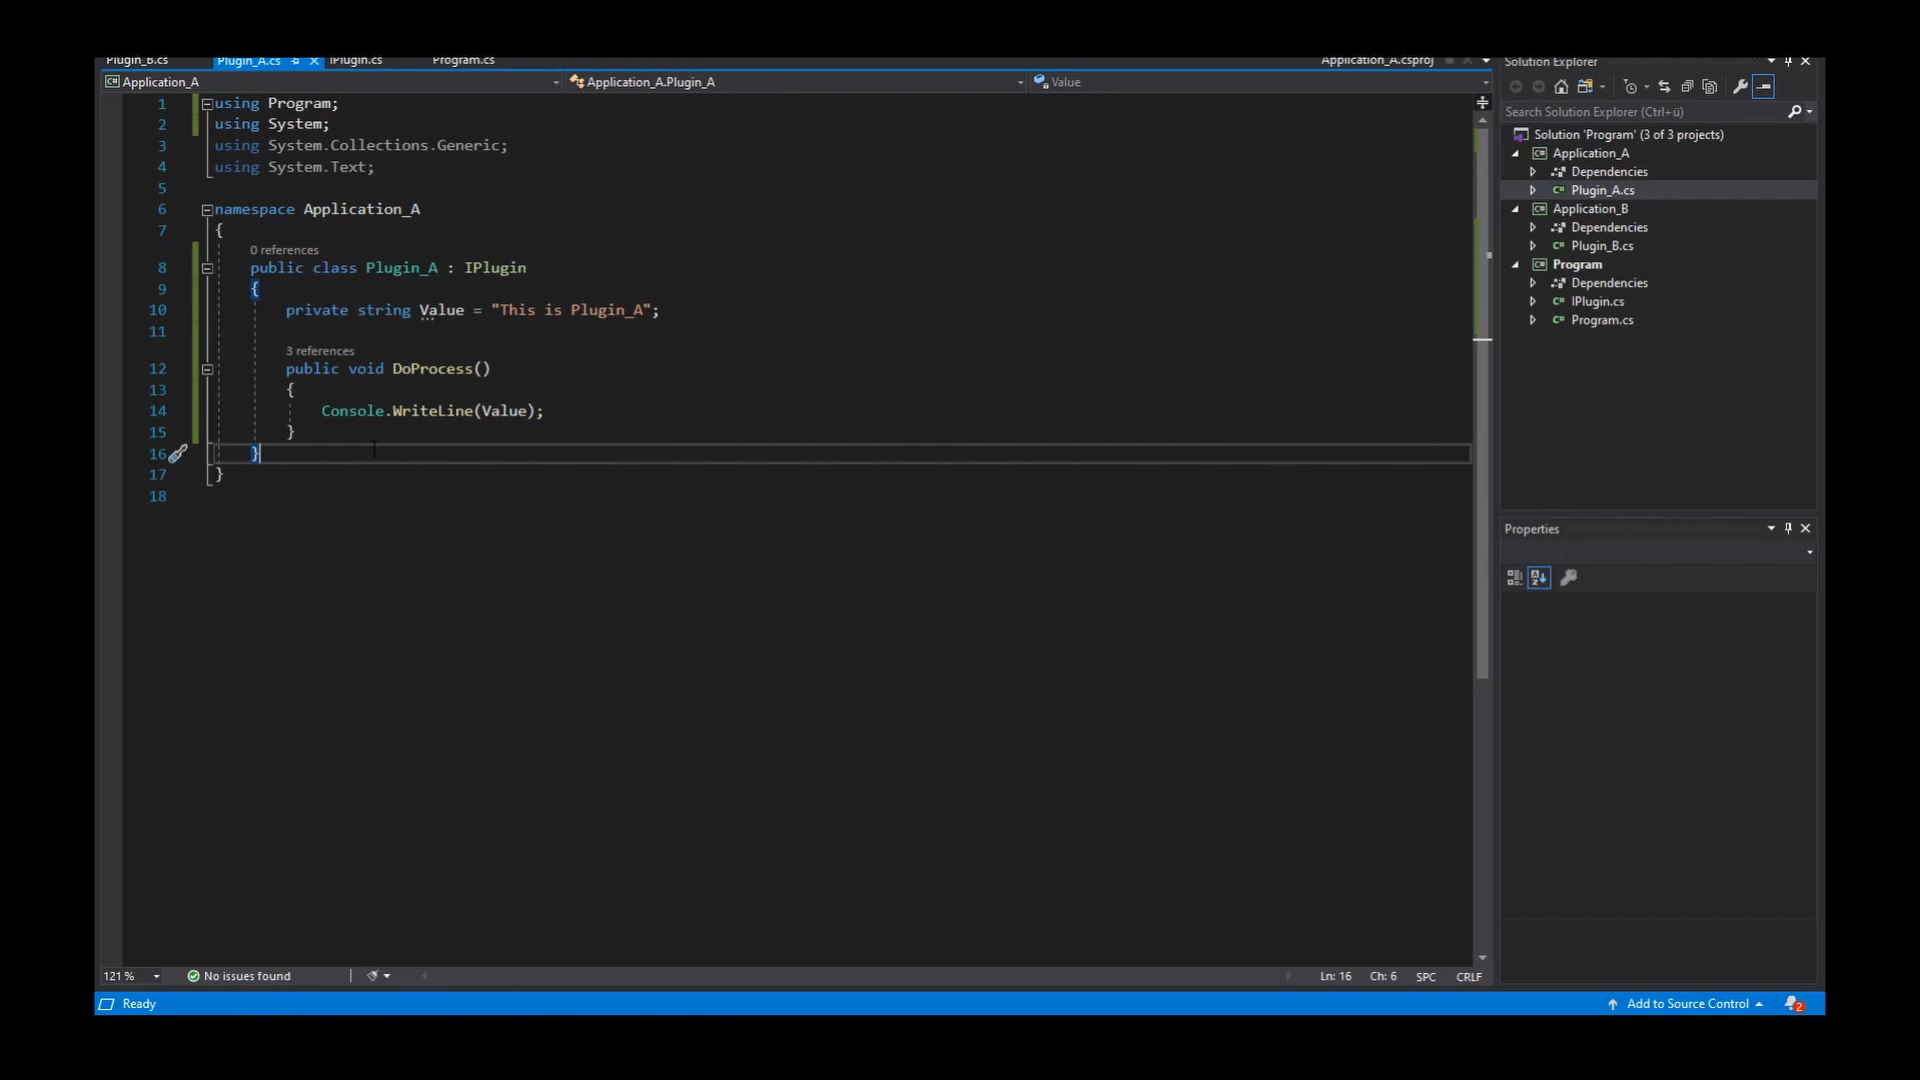 Plugin_B.cs Plugin_A.cs IPlugin.cs Program.cs Application_A.csproj
Application_A Application_A.Plugin_A Value
1 using Program;
2 using System;
3 using System.Collections.Generic;
4 using System.Text;
5
6 namespace Application_A
7 {
0 references
8 public class Plugin_A : IPlugin
9 {
10 private string Value = "This is Plugin_A";
11
3 references
12 public void DoProcess()
13 {
14 Console.WriteLine(Value);
15 }
16 }
17 }
18
121 % No issues found Ln: 16 Ch: 6 SPC CRLF
Ready Add to Source Control 2
Solution Explorer
Search Solution Explorer (Ctrl+ü)
Solution 'Program' (3 of 3 projects)
C# Application_A
Dependencies
C# Plugin_A.cs
C# Application_B
Dependencies
C# Plugin_B.cs
C# Program
Dependencies
C# IPlugin.cs
C# Program.cs
Properties